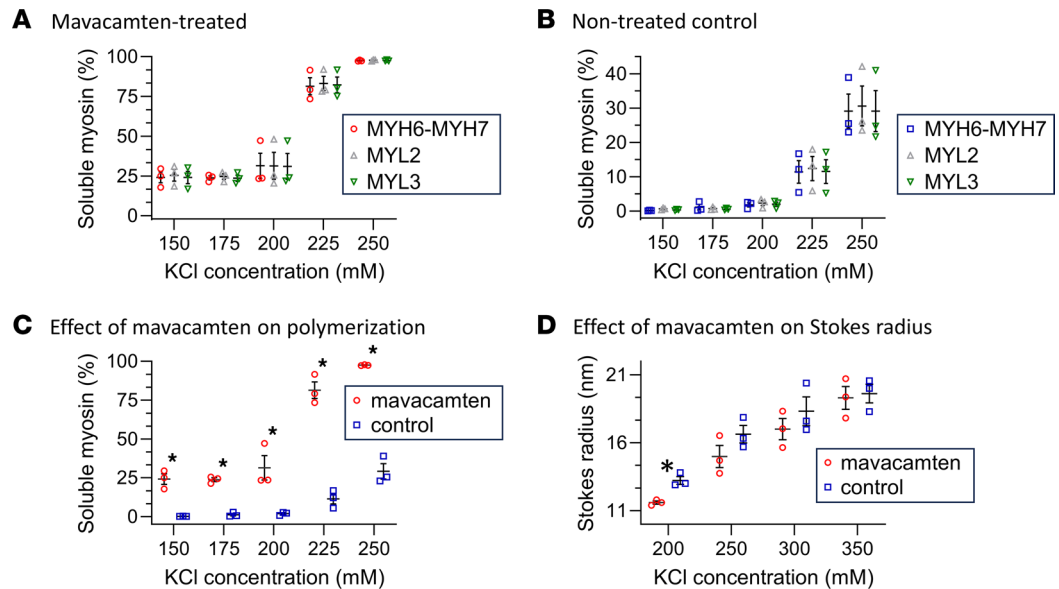 A Mavacamten-treated
Soluble myosin (%)
100
75
50
25
0
150 175 200 225 250
KCl concentration (mM)
MYH6-MYH7
MYL2
MYL3
B Non-treated control
Soluble myosin (%)
40
30
20
10
0
150 175 200 225 250
KCl concentration (mM)
MYH6-MYH7
MYL2
MYL3
C Effect of mavacamten on polymerization
Soluble myosin (%)
100
75
50
25
0
* * * * *
150 175 200 225 250
KCl concentration (mM)
mavacamten
control
D Effect of mavacamten on Stokes radius
Stokes radius (nm)
21
16
11
*
200 250 300 350
KCl concentration (mM)
mavacamten
control